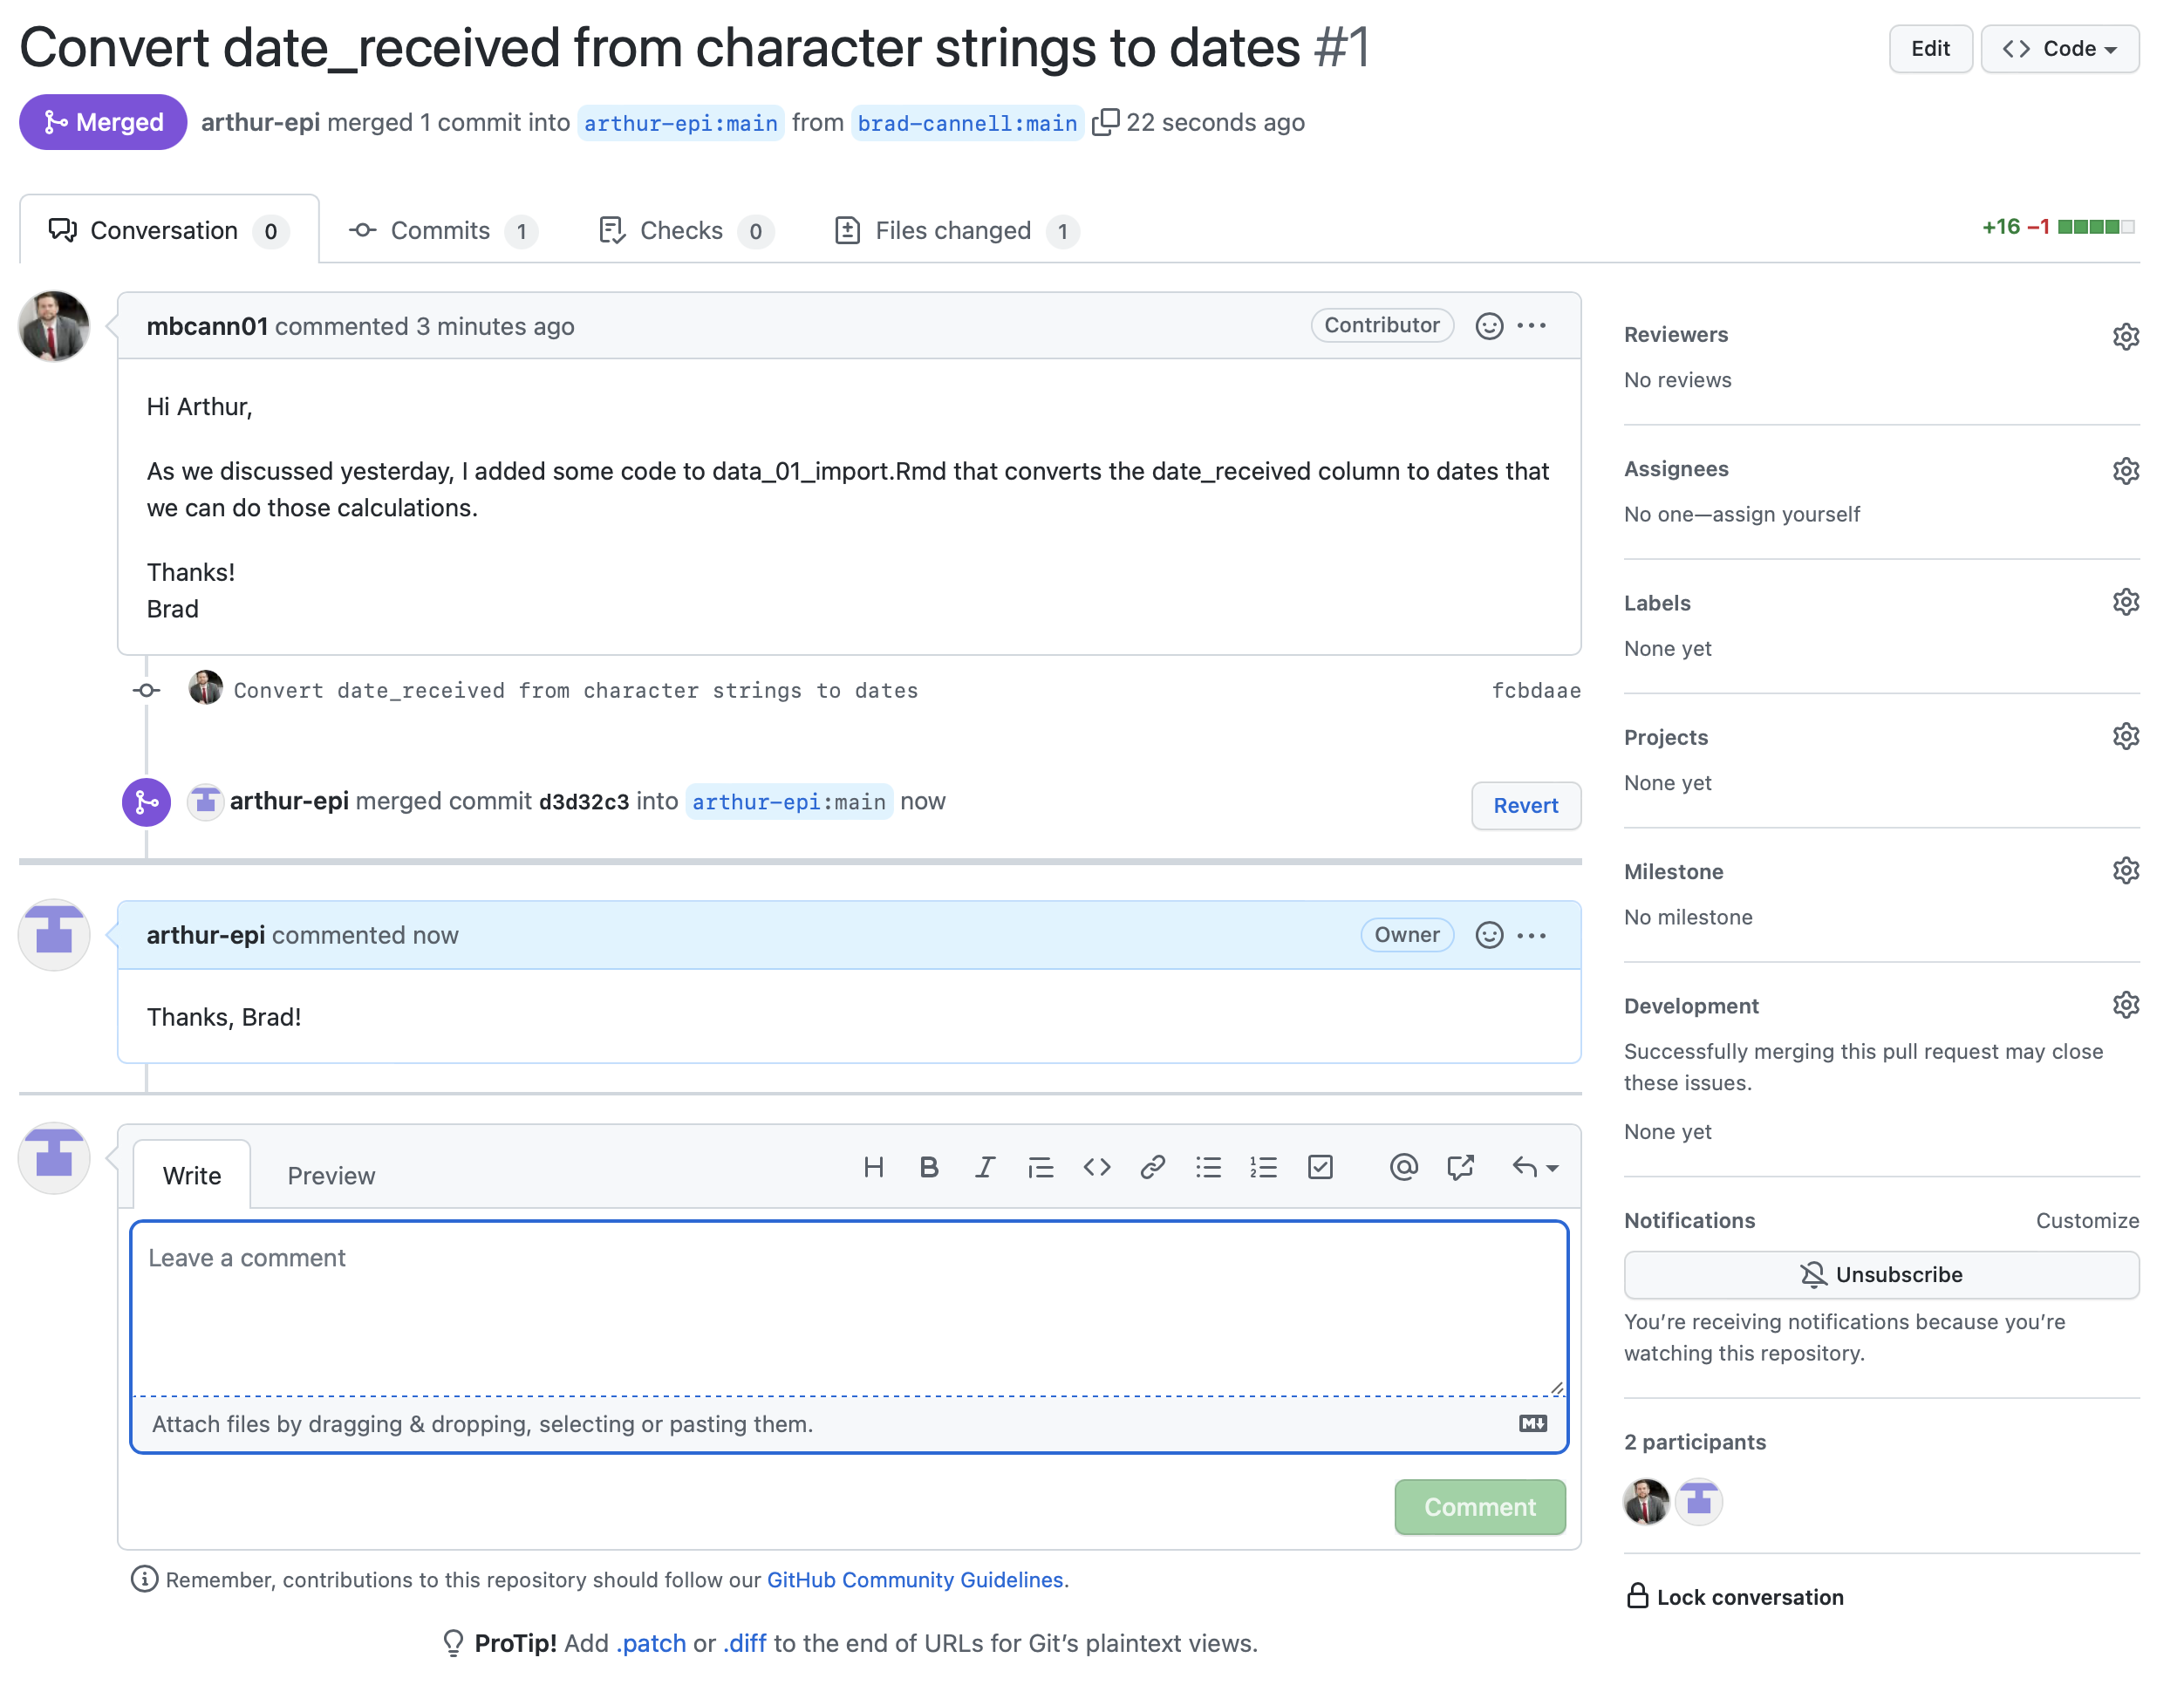 Convert date_received from character strings to dates #1
Edit
Code
Merged
arthur-epi merged 1 commit into arthur-epi:main from brad-cannell:main 22 seconds ago
Conversation 0
Commits 1
Checks 0
Files changed 1
+16 −1
mbcann01 commented 3 minutes ago
Contributor
Hi Arthur,
As we discussed yesterday, I added some code to data_01_import.Rmd that converts the date_received column to dates that
we can do those calculations.
Thanks!
Brad
Convert date_received from character strings to dates
fcbdaae
arthur-epi merged commit d3d32c3 into arthur-epi:main now
Revert
arthur-epi commented now
Owner
Thanks, Brad!
Write
Preview
Leave a comment
Attach files by dragging & dropping, selecting or pasting them.
Comment
Remember, contributions to this repository should follow our GitHub Community Guidelines.
ProTip! Add .patch or .diff to the end of URLs for Git’s plaintext views.
Reviewers
No reviews
Assignees
No one—assign yourself
Labels
None yet
Projects
None yet
Milestone
No milestone
Development
Successfully merging this pull request may close
these issues.
None yet
Notifications
Customize
Unsubscribe
You’re receiving notifications because you’re
watching this repository.
2 participants
Lock conversation